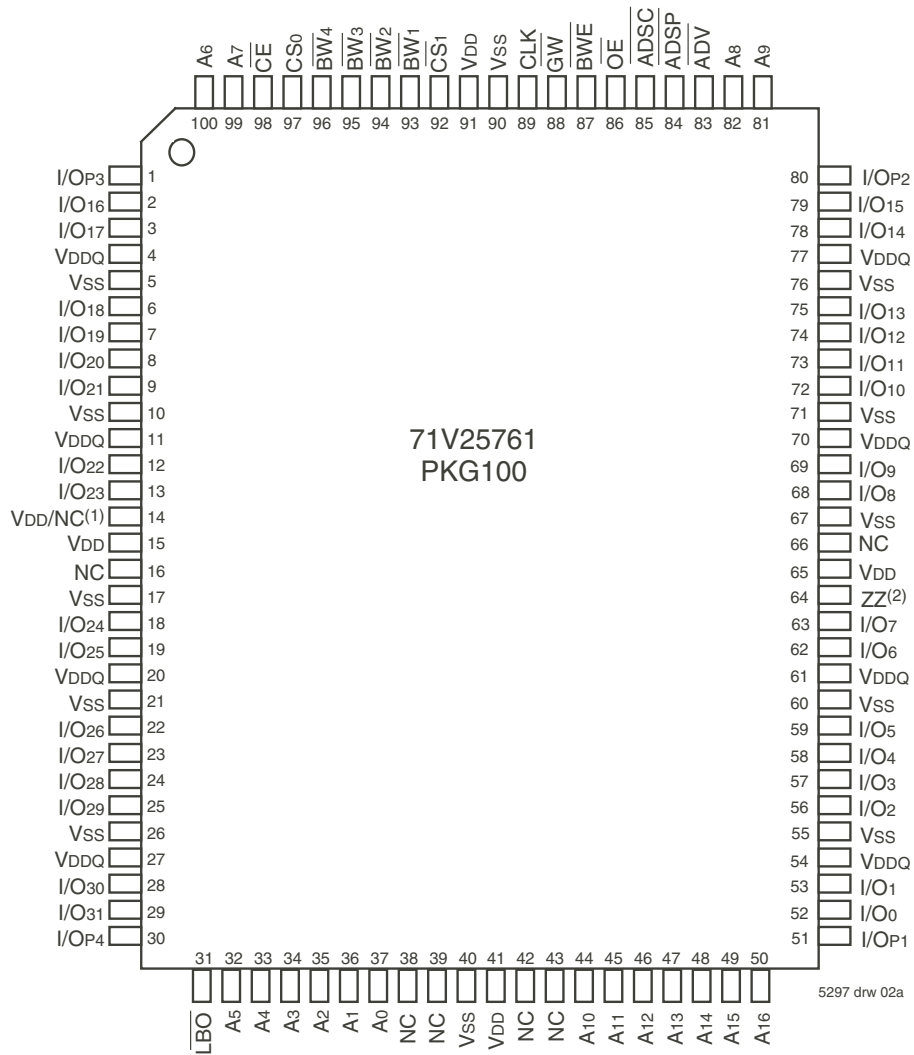 A6 A7 CE CS0 BW4 BW3 BW2 BW1 CS1 VDD VSS CLK GW BWE OE ADSC ADSP ADV A8 A9
100 99 98 97 96 95 94 93 92 91 90 89 88 87 86 85 84 83 82 81
I/OP3 1 80 I/OP2
I/O16 2 79 I/O15
I/O17 3 78 I/O14
VDDQ 4 77 VDDQ
VSS 5 76 VSS
I/O18 6 75 I/O13
I/O19 7 74 I/O12
I/O20 8 73 I/O11
I/O21 9 72 I/O10
VSS 10 71 VSS
VDDQ 11 70 VDDQ
I/O22 12 69 I/O9
I/O23 13 68 I/O8
VDD/NC(1) 14 67 VSS
VDD 15 66 NC
NC 16 65 VDD
VSS 17 64 ZZ(2)
I/O24 18 63 I/O7
I/O25 19 62 I/O6
VDDQ 20 61 VDDQ
VSS 21 60 VSS
I/O26 22 59 I/O5
I/O27 23 58 I/O4
I/O28 24 57 I/O3
I/O29 25 56 I/O2
VSS 26 55 VSS
VDDQ 27 54 VDDQ
I/O30 28 53 I/O1
I/O31 29 52 I/O0
I/OP4 30 51 I/OP1
71V25761
PKG100
31 32 33 34 35 36 37 38 39 40 41 42 43 44 45 46 47 48 49 50
LBO A5 A4 A3 A2 A1 A0 NC NC VSS VDD NC NC A10 A11 A12 A13 A14 A15 A16
5297 drw 02a